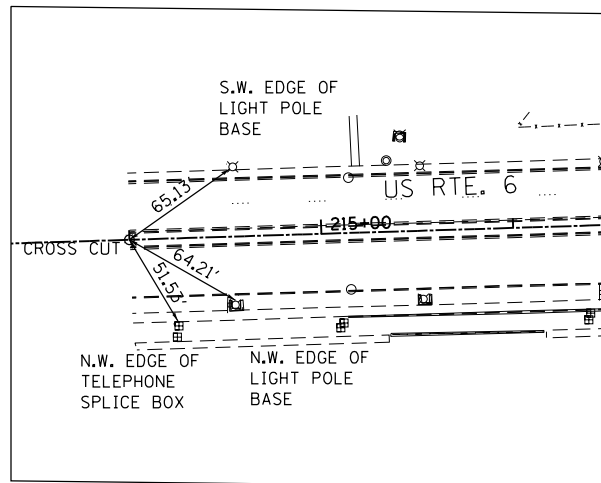 S.W. EDGE OF
LIGHT POLE
BASE
65.13'
US RTE. 6
215+00
CROSS CUT
64.21'
51.53'
N.W. EDGE OF
TELEPHONE
SPLICE BOX
N.W. EDGE OF
LIGHT POLE
BASE